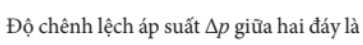 Độ chênh lệch áp suất Δp giữa hai đáy là